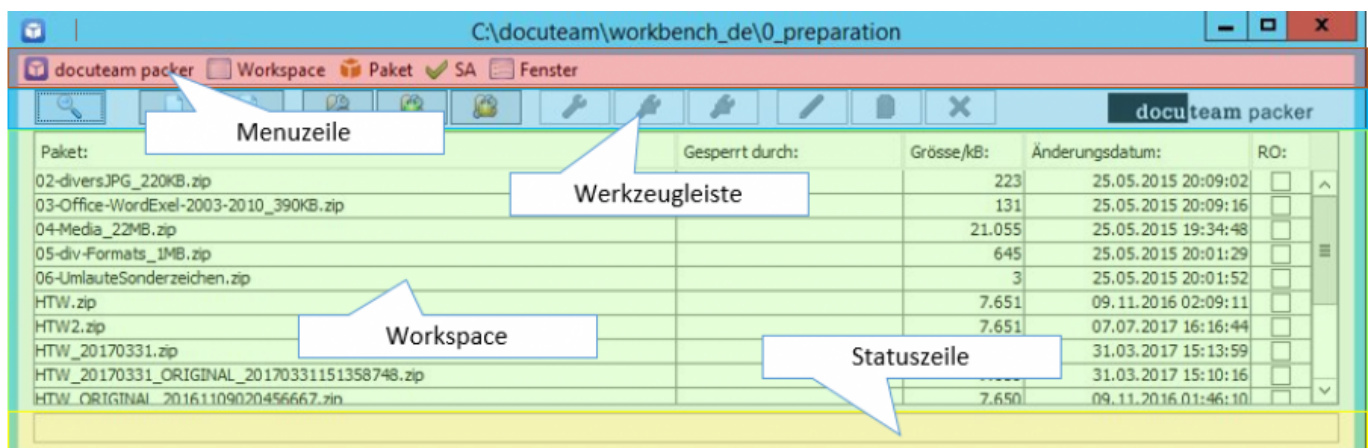 C:\docuteam\workbench_de\0_preparation
docuteam packer Workspace Paket SA Fenster
docuteam packer
Menuzeile
Paket: Gesperrt durch: Grösse/kB: Änderungsdatum: RO:
Werkzeugleiste
02-diversJPG_220KB.zip 223 25.05.2015 20:09:02
03-Office-WordExel-2003-2010_390KB.zip 131 25.05.2015 20:09:16
04-Media_22MB.zip 21.055 25.05.2015 19:34:48
05-div-Formats_1MB.zip 645 25.05.2015 20:01:29
06-UmlauteSonderzeichen.zip 3 25.05.2015 20:01:52
HTW.zip 7.651 09.11.2016 02:09:11
HTW2.zip 7.651 07.07.2017 16:16:44
Workspace
HTW_20170331.zip 31.03.2017 15:13:59
Statuszeile
HTW_20170331_ORIGINAL_20170331151358748.zip 31.03.2017 15:10:16
HTW_ORIGINAL_20161109020456667.zip 7.650 09.11.2016 01:46:10